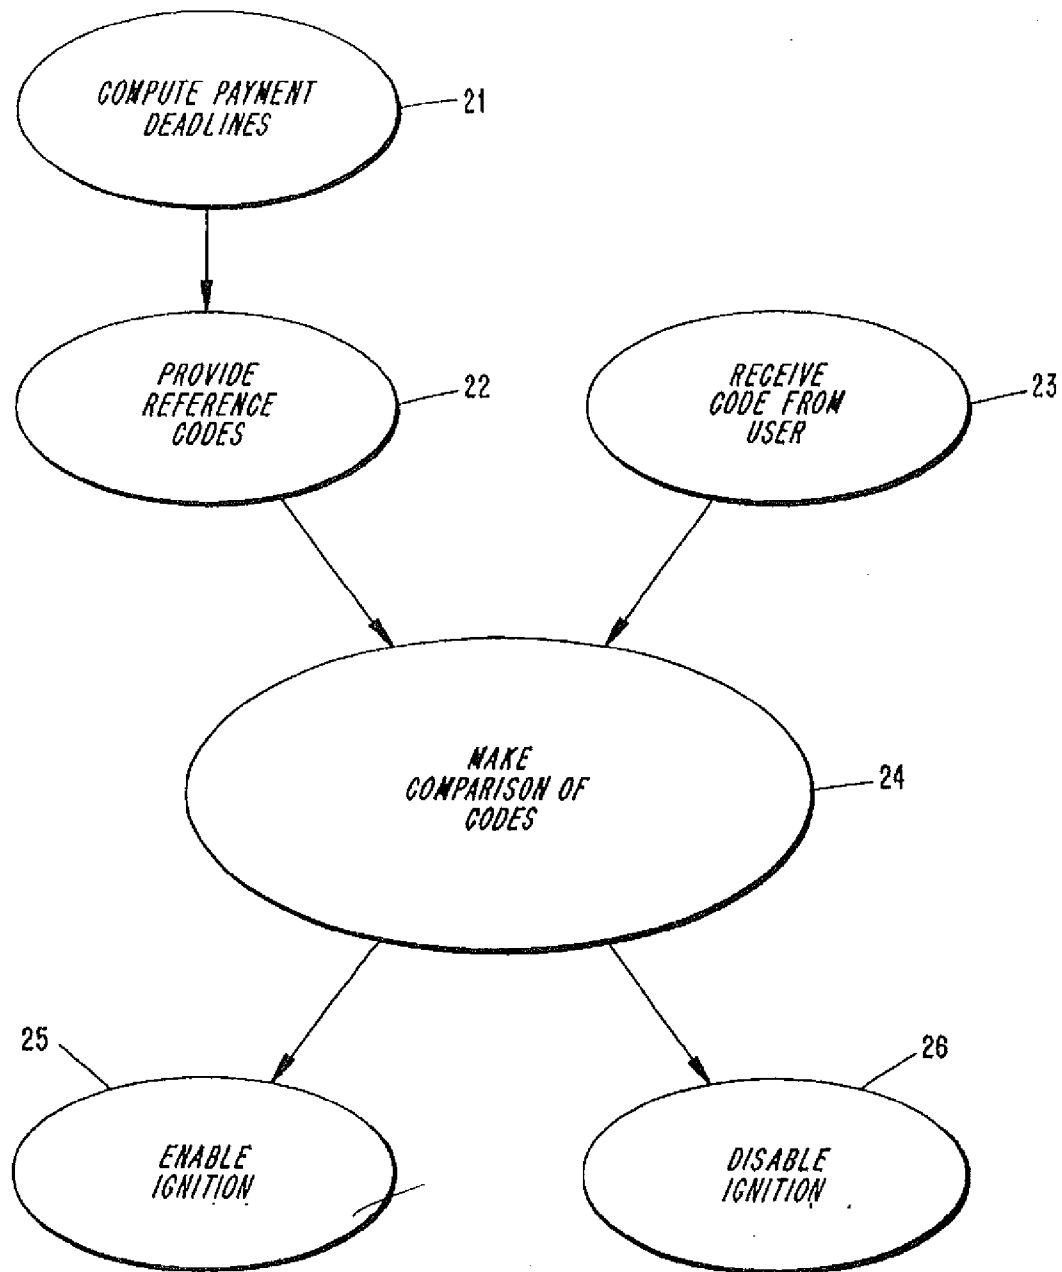 COMPUTE PAYMENT
DEADLINES
21
PROVIDE
REFERENCE
CODES
22
RECEIVE
CODE FROM
USER
23
MAKE
COMPARISON OF
CODES
24
25
ENABLE
IGNITION
26
DISABLE
IGNITION